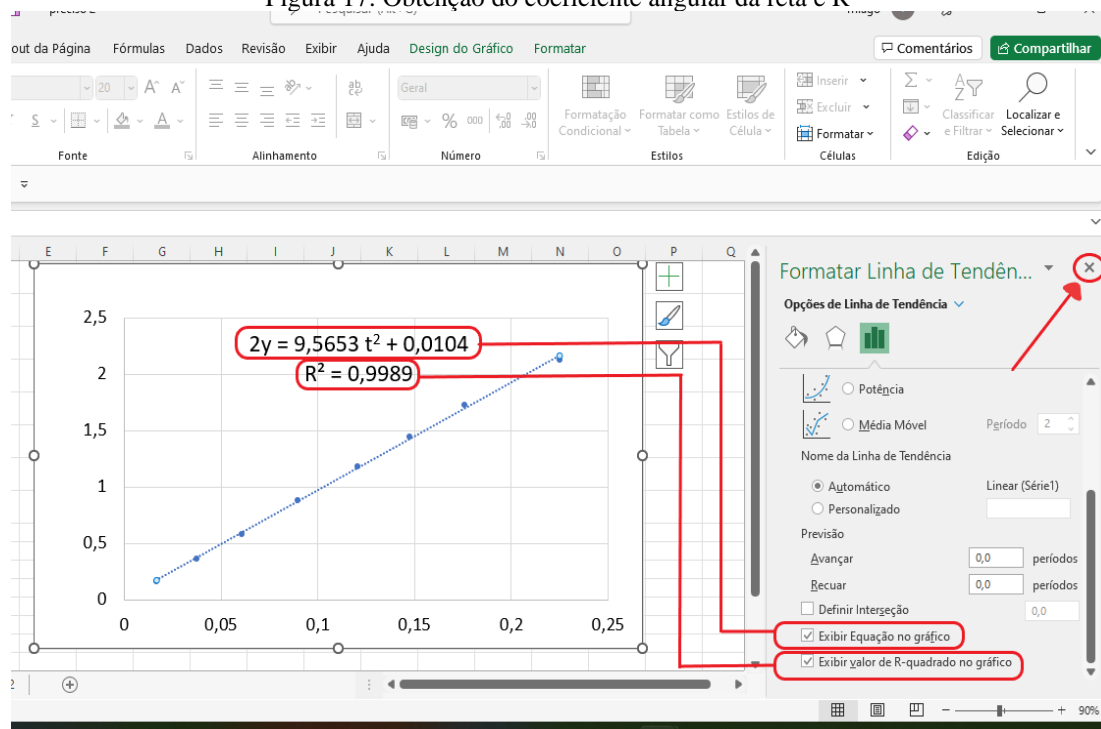 Figura 17: Obtenção do coeficiente angular da reta e R
out da Página Fórmulas Dados Revisão Exibir Ajuda Design do Gráfico Formatar Comentários Compartilhar
20 A^ A˅ ab Geral Inserir
Formatação Condicional Formatar como Tabela Estilos de Célula Excluir Classificar e Filtrar Localizar e Selecionar
S A % 000 Formatar
Fonte Alinhamento Número Estilos Células Edição
E F G H I J K L M N O P Q
2,5
2
1,5
1
0,5
0
0 0,05 0,1 0,15 0,2 0,25
2y = 9,5653 t² + 0,0104
R² = 0,9989
Formatar Linha de Tendên...
Opções de Linha de Tendência
Potência
Média Móvel Período 2
Nome da Linha de Tendência
Automático Linear (Série1)
Personalizado
Previsão
Avançar 0,0 períodos
Recuar 0,0 períodos
Definir Interseção 0,0
Exibir Equação no gráfico
Exibir valor de R-quadrado no gráfico
90%